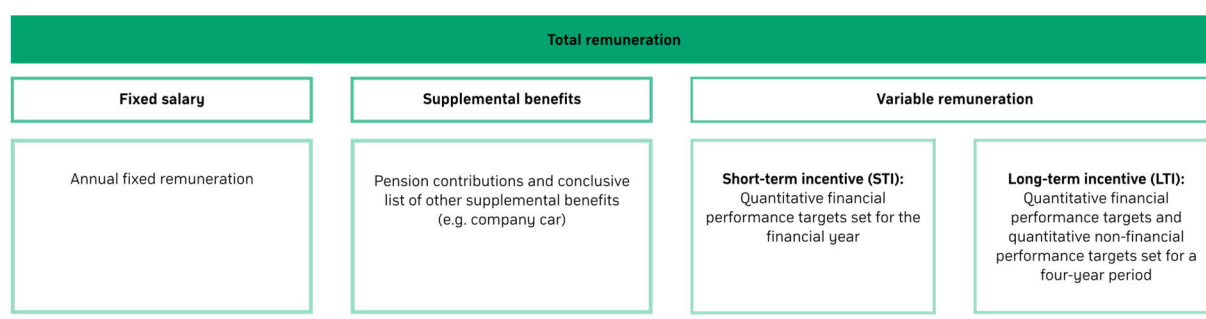 Total remuneration
Fixed salary
Supplemental benefits
Variable remuneration
Annual fixed remuneration
Pension contributions and conclusive
list of other supplemental benefits
(e.g. company car)
Short-term incentive (STI):
Quantitative financial
performance targets set for the
financial year
Long-term incentive (LTI):
Quantitative financial
performance targets and
quantitative non-financial
performance targets set for a
four-year period